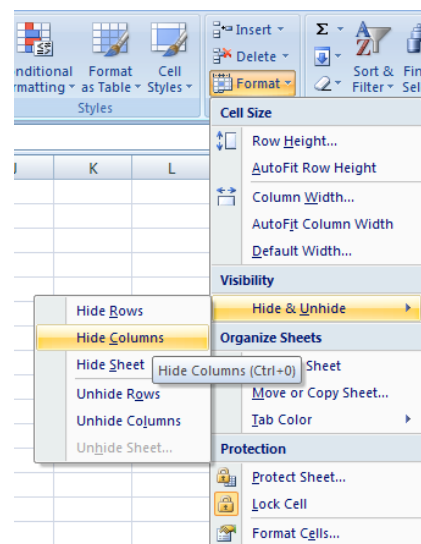 Insert
Σ
Delete
Format
nditional Format Cell
rmatting as Table Styles
Sort & Fin
Filter Sel
Styles
Cell Size
Row Height...
AutoFit Row Height
Column Width...
AutoFit Column Width
Default Width...
Visibility
Hide & Unhide
Organize Sheets
Sheet
Move or Copy Sheet...
Tab Color
Protection
Protect Sheet...
Lock Cell
Format Cells...
K L
Hide Rows
Hide Columns
Hide Sheet
Hide Columns (Ctrl+0)
Unhide Rows
Unhide Columns
Unhide Sheet...